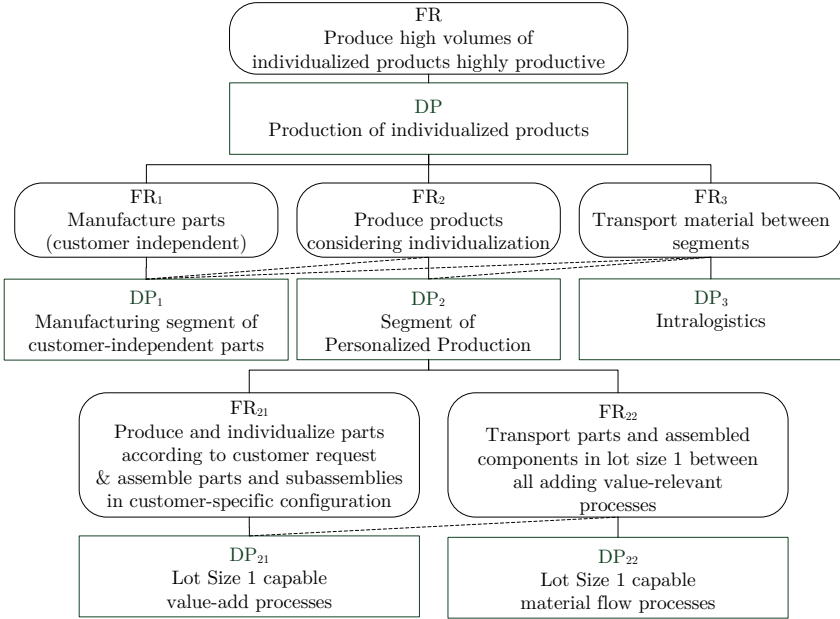 FR
Produce high volumes of
individualized products highly productive
DP
Production of individualized products
FR₁
Manufacture parts
(customer independent)
FR₂
Produce products
considering individualization
FR₃
Transport material between
segments
DP₁
Manufacturing segment of
customer-independent parts
DP₂
Segment of
Personalized Production
DP₃
Intralogistics
FR₂₁
Produce and individualize parts
according to customer request
& assemble parts and subassemblies
in customer-specific configuration
FR₂₂
Transport parts and assembled
components in lot size 1 between
all adding value-relevant
processes
DP₂₁
Lot Size 1 capable
value-add processes
DP₂₂
Lot Size 1 capable
material flow processes